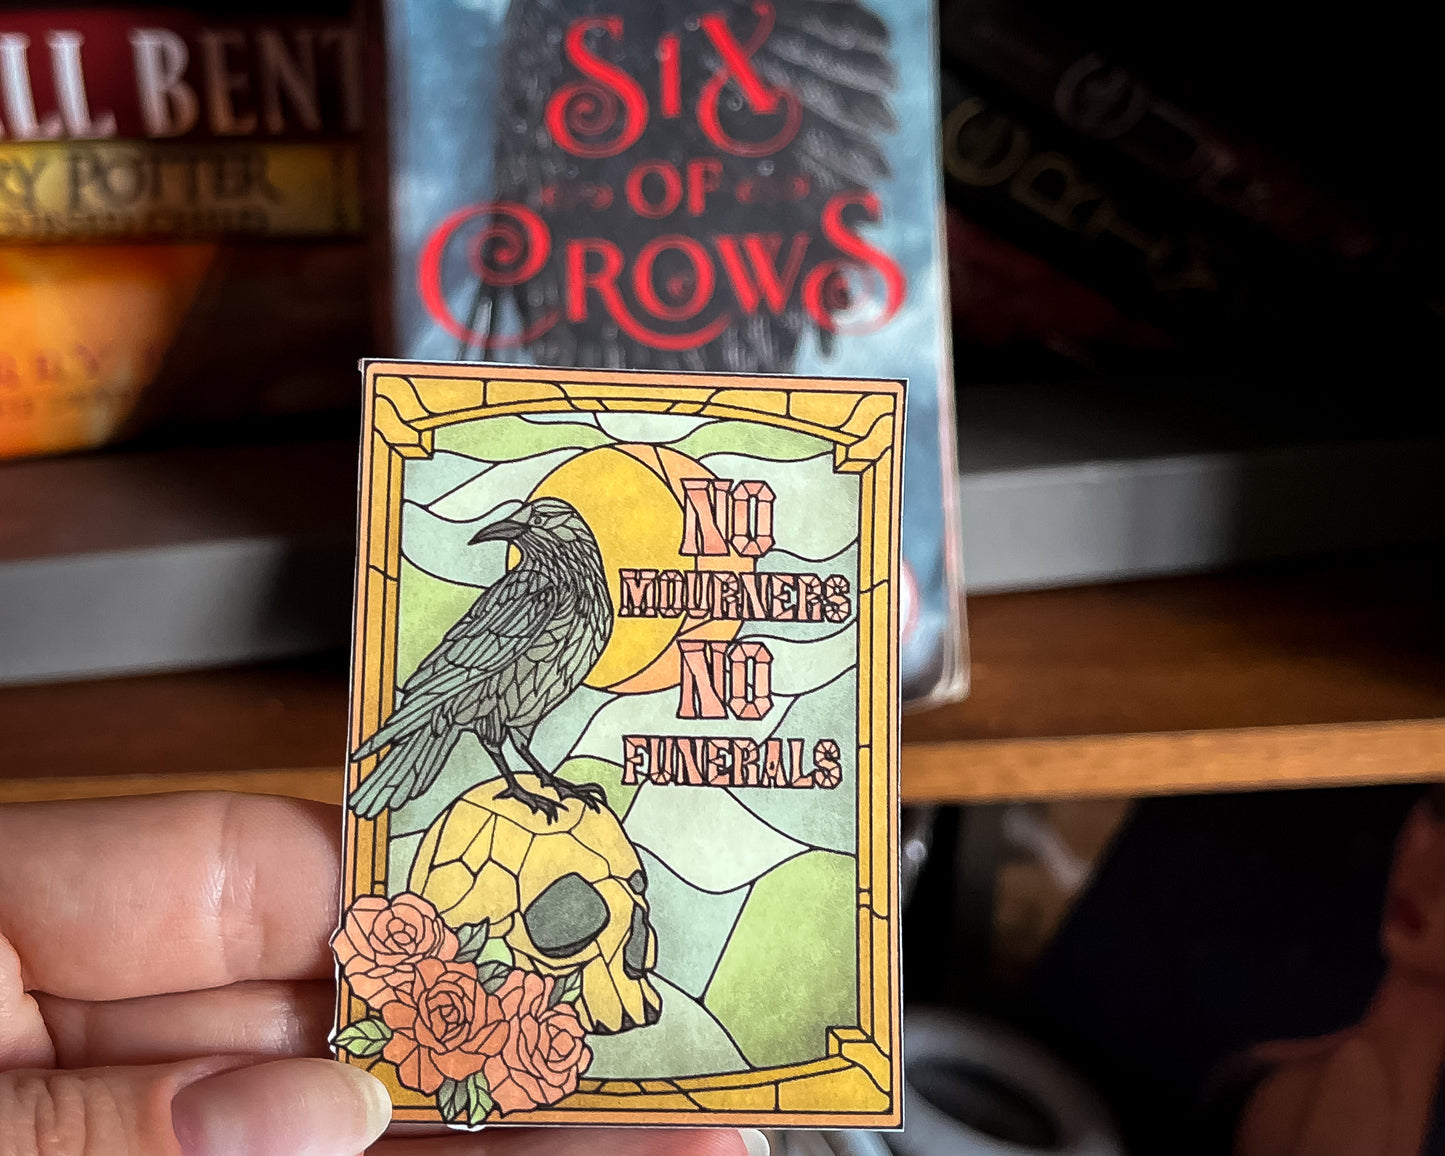 ALL BENT
RY POTTER
SIX
OF
CROWS
NO
MOURNERS
NO
FUNERALS